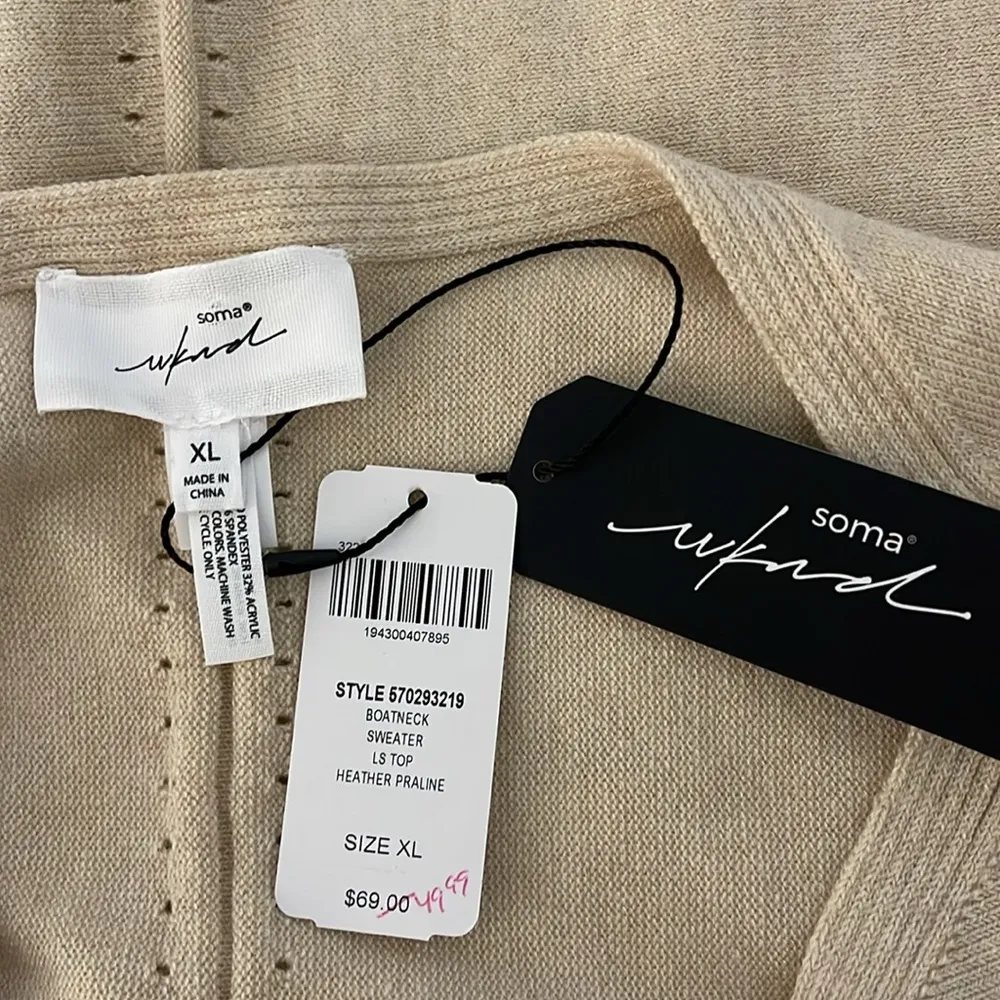 soma®
wknd
XL
MADE IN
CHINA
POLYESTER 32% ACRYLIC
SPANDEX
COLORS. MACHINE WASH
CYCLE. ONLY
194300407895
STYLE 570293219
BOATNECK
SWEATER
LS TOP
HEATHER PRALINE
SIZE XL
$69.00 49.99
soma®
wknd